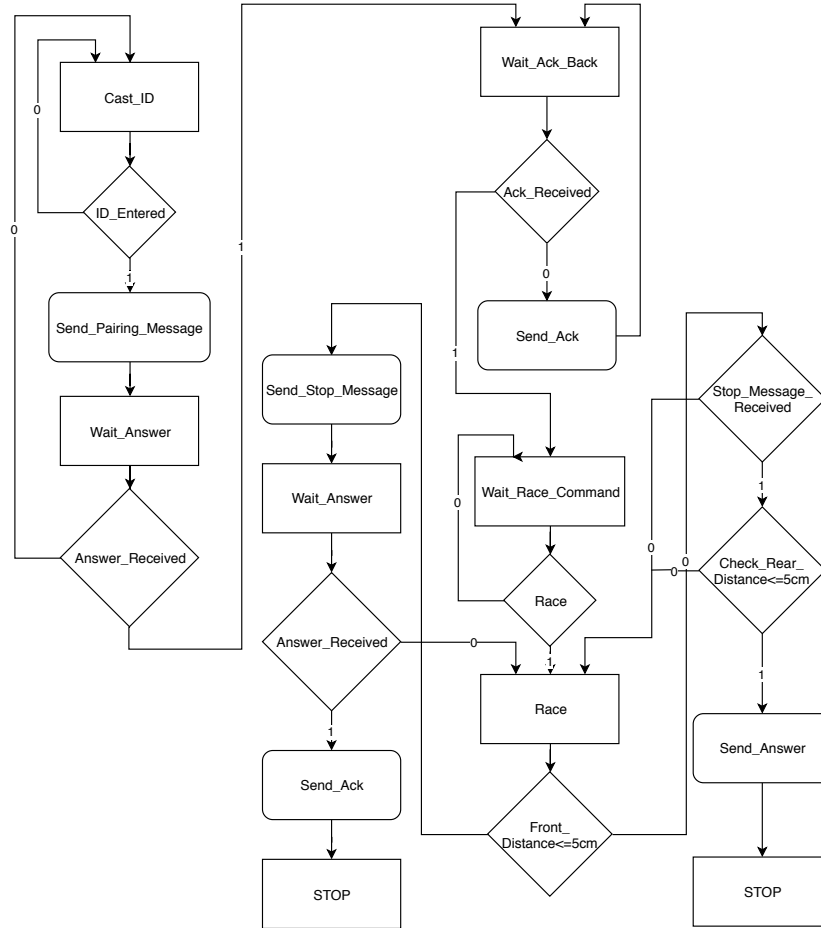 Cast_ID
0
ID_Entered
1
Send_Pairing_Message
Wait_Answer
Answer_Received
0
1
Wait_Ack_Back
Ack_Received
0
Send_Ack
1
Wait_Race_Command
0
Race
1
Race
Front_
Distance<=5cm
Send_Stop_Message
Wait_Answer
Answer_Received
0
1
Send_Ack
STOP
0
Stop_Message_
Received
0
1
Check_Rear_
Distance<=5cm
0
1
Send_Answer
STOP